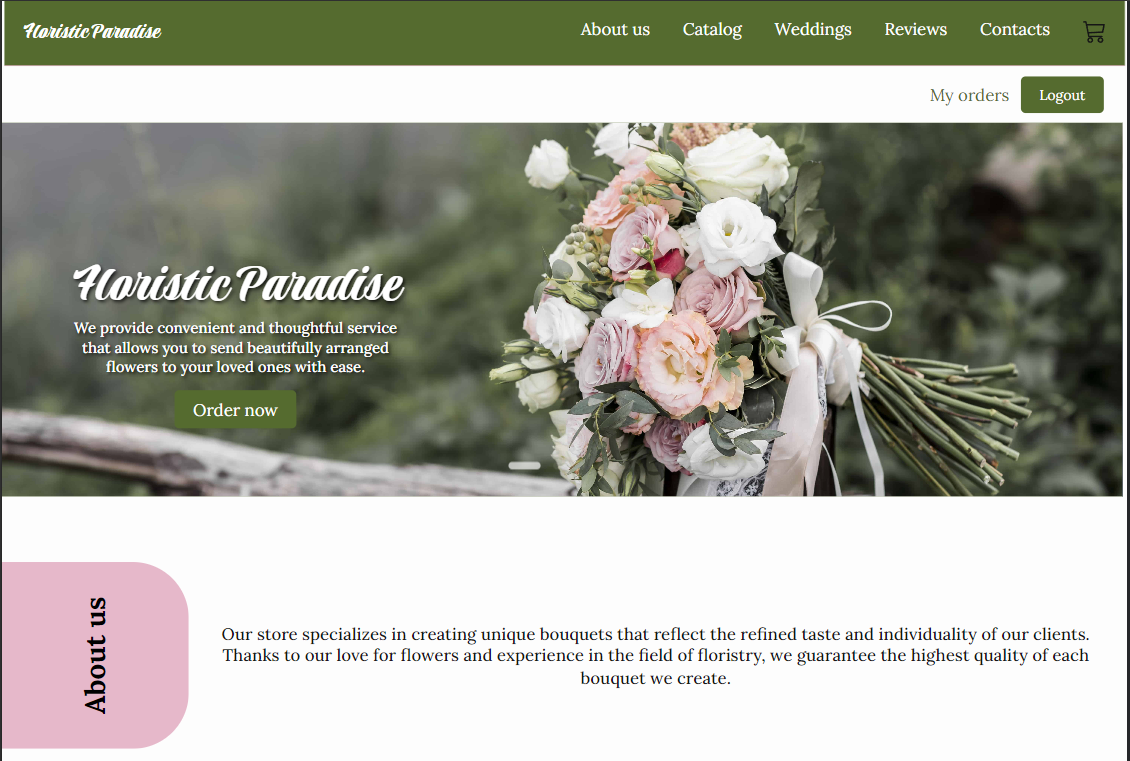 Floristic Paradise
About us Catalog Weddings Reviews Contacts
My orders Logout
Floristic Paradise
We provide convenient and thoughtful service
that allows you to send beautifully arranged
flowers to your loved ones with ease.
Order now
About us
Our store specializes in creating unique bouquets that reflect the refined taste and individuality of our clients.
Thanks to our love for flowers and experience in the field of floristry, we guarantee the highest quality of each
bouquet we create.